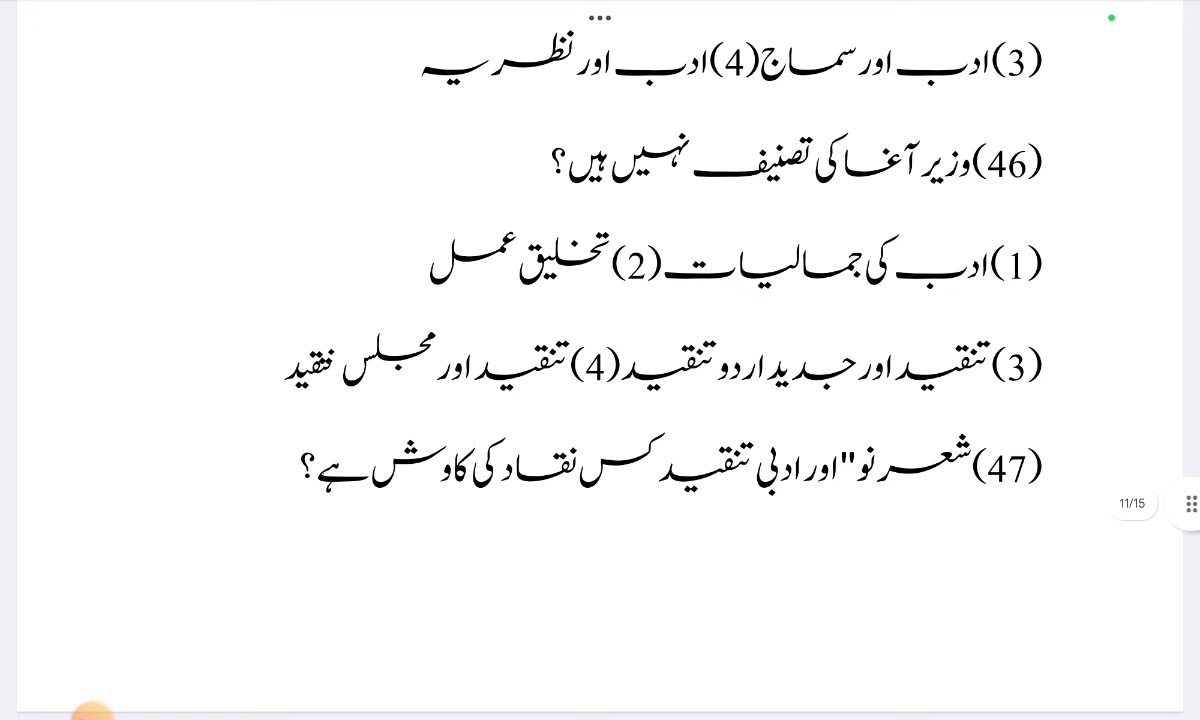 (3)ادب اور سماج(4)ادب اور نظریہ
(46)وزیر آغا کی تصنیف نہیں ہیں؟
(1)ادب کی جمالیات(2)تخلیق عمل
(3)تنقید اور جدید اردو تنقید(4)تنقید اور مجلس تنقید
(47)شعر نو"اور ادبی تنقید کس نقاد کی کاوش ہے؟
11/15